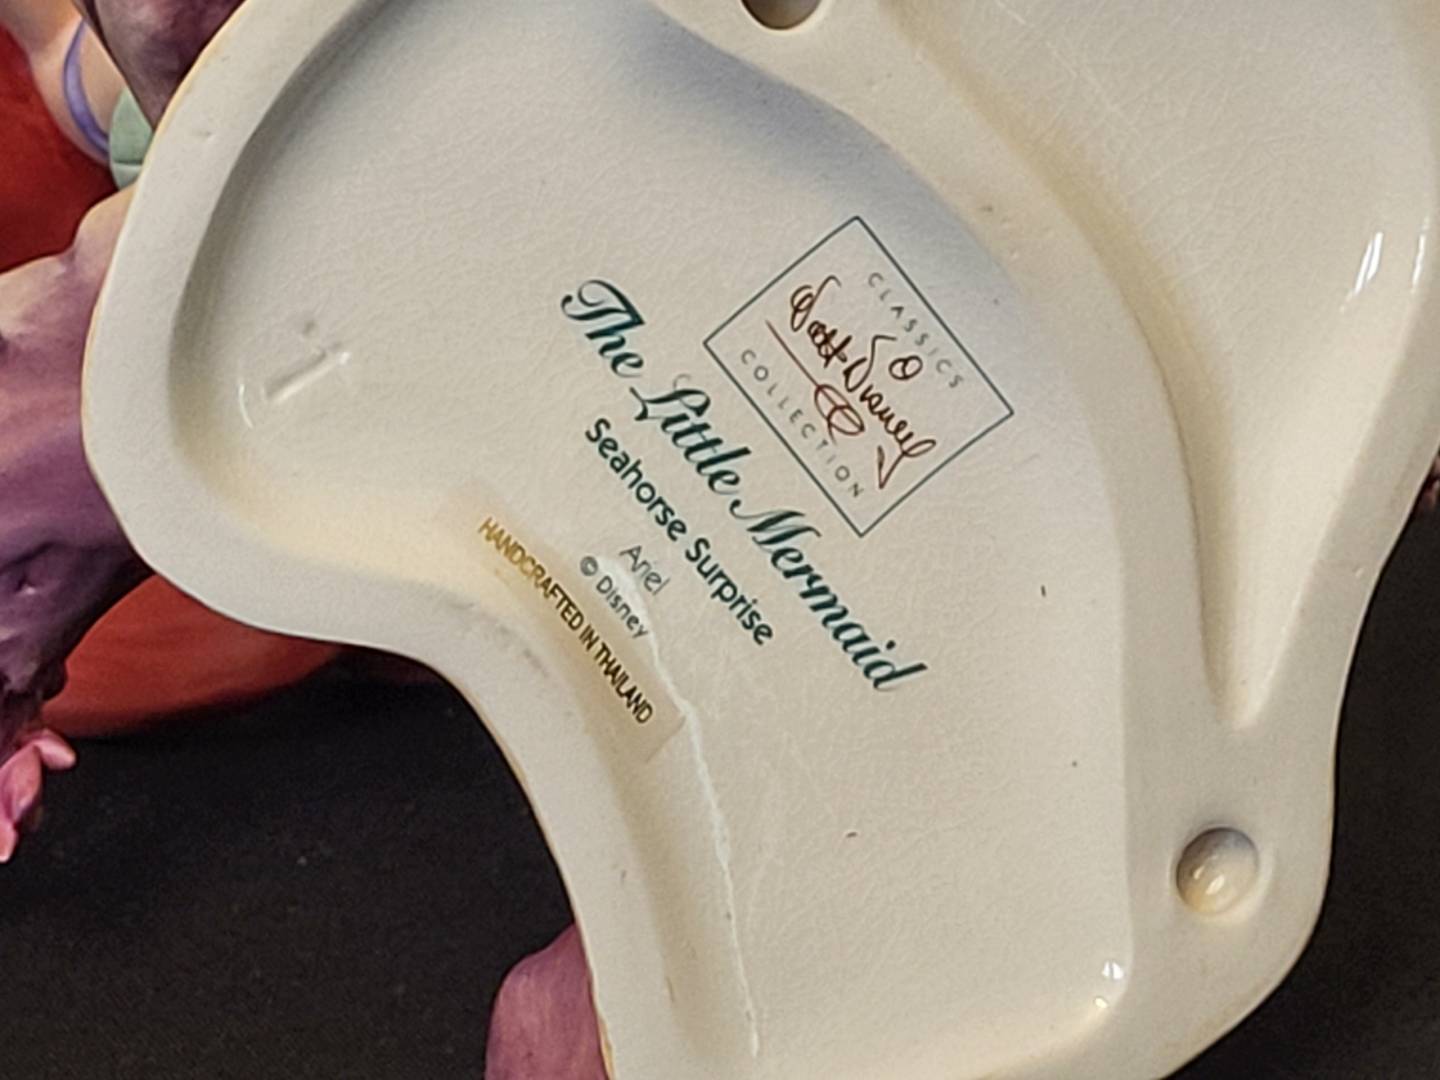 CLASSICS
Walt Disney
COLLECTION
The Little Mermaid
Seahorse Surprise
Ariel
© Disney
HANDCRAFTED IN THAILAND